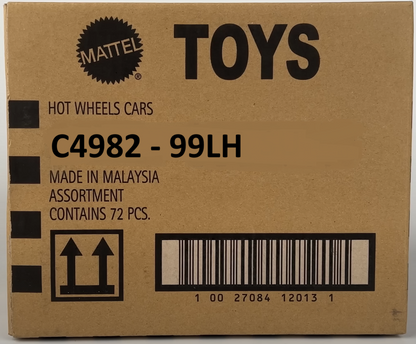 MATTEL
®
TOYS
HOT WHEELS CARS
C4982 - 99LH
MADE IN MALAYSIA
ASSORTMENT
CONTAINS 72 PCS.
1 00 27084 12013 1